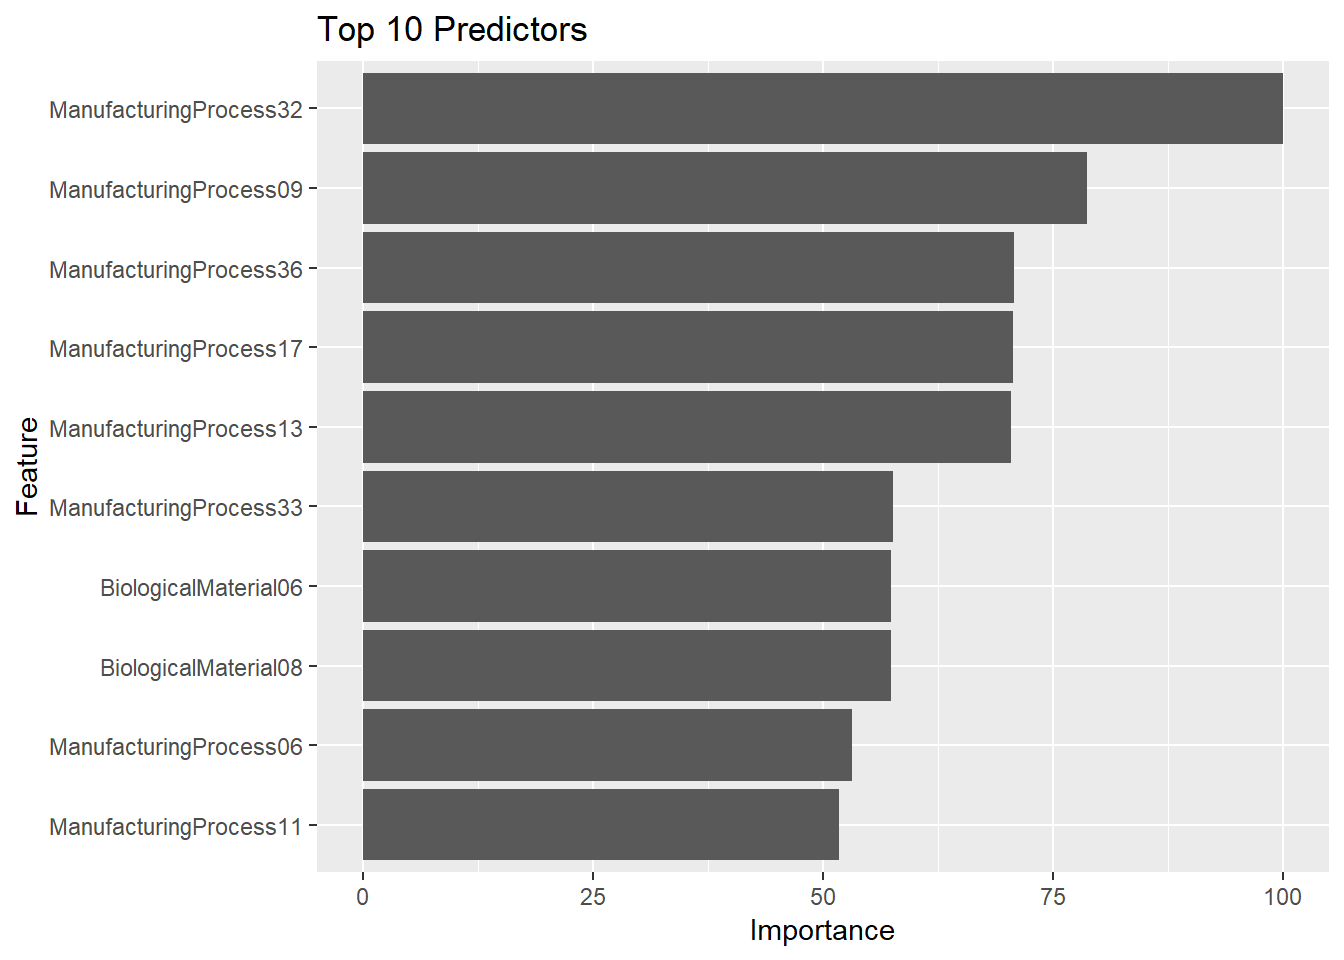 Top 10 Predictors
Feature
ManufacturingProcess32
ManufacturingProcess09
ManufacturingProcess36
ManufacturingProcess17
ManufacturingProcess13
ManufacturingProcess33
BiologicalMaterial06
BiologicalMaterial08
ManufacturingProcess06
ManufacturingProcess11
0 25 50 75 100
Importance